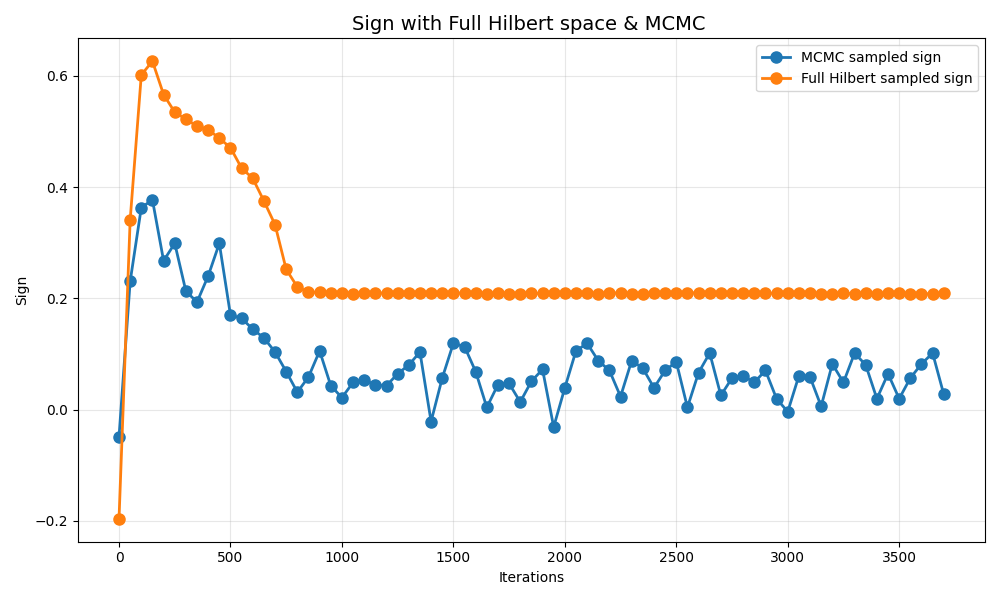 Sign with Full Hilbert space & MCMC
MCMC sampled sign
Full Hilbert sampled sign
0.6
0.4
0.2
0.0
−0.2
Sign
0 500 1000 1500 2000 2500 3000 3500
Iterations